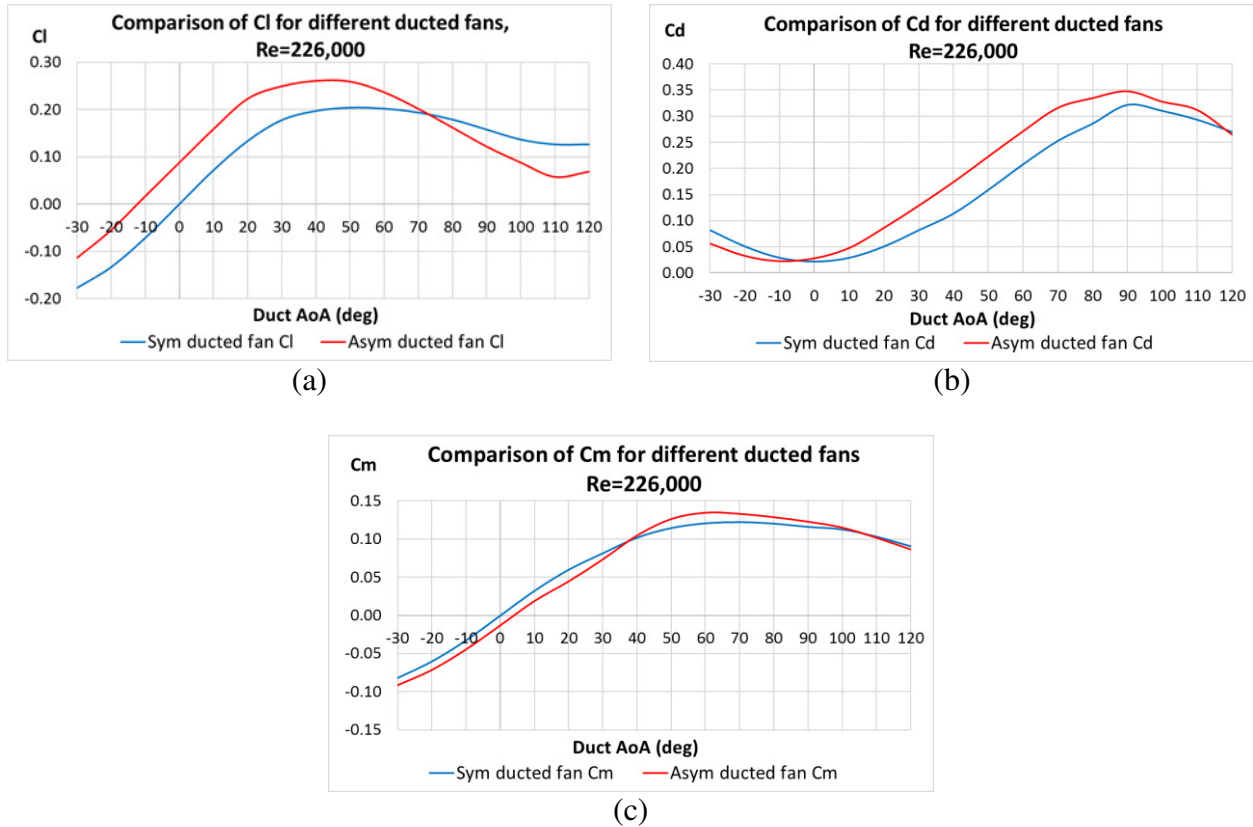 Comparison of Cl for different ducted fans,
Re=226,000
Cl
0.30
0.20
0.10
0.00
-0.10
-0.20
-30 -20 -10 0 10 20 30 40 50 60 70 80 90 100 110 120
Duct AoA (deg)
Sym ducted fan Cl Asym ducted fan Cl
(a)
Comparison of Cd for different ducted fans
Re=226,000
Cd
0.40
0.35
0.30
0.25
0.20
0.15
0.10
0.05
0.00
-30 -20 -10 0 10 20 30 40 50 60 70 80 90 100 110 120
Duct AoA (deg)
Sym ducted fan Cd Asym ducted fan Cd
(b)
Comparison of Cm for different ducted fans
Re=226,000
Cm
0.15
0.10
0.05
0.00
-0.05
-0.10
-0.15
-30 -20 -10 0 10 20 30 40 50 60 70 80 90 100 110 120
Duct AoA (deg)
Sym ducted fan Cm Asym ducted fan Cm
(c)